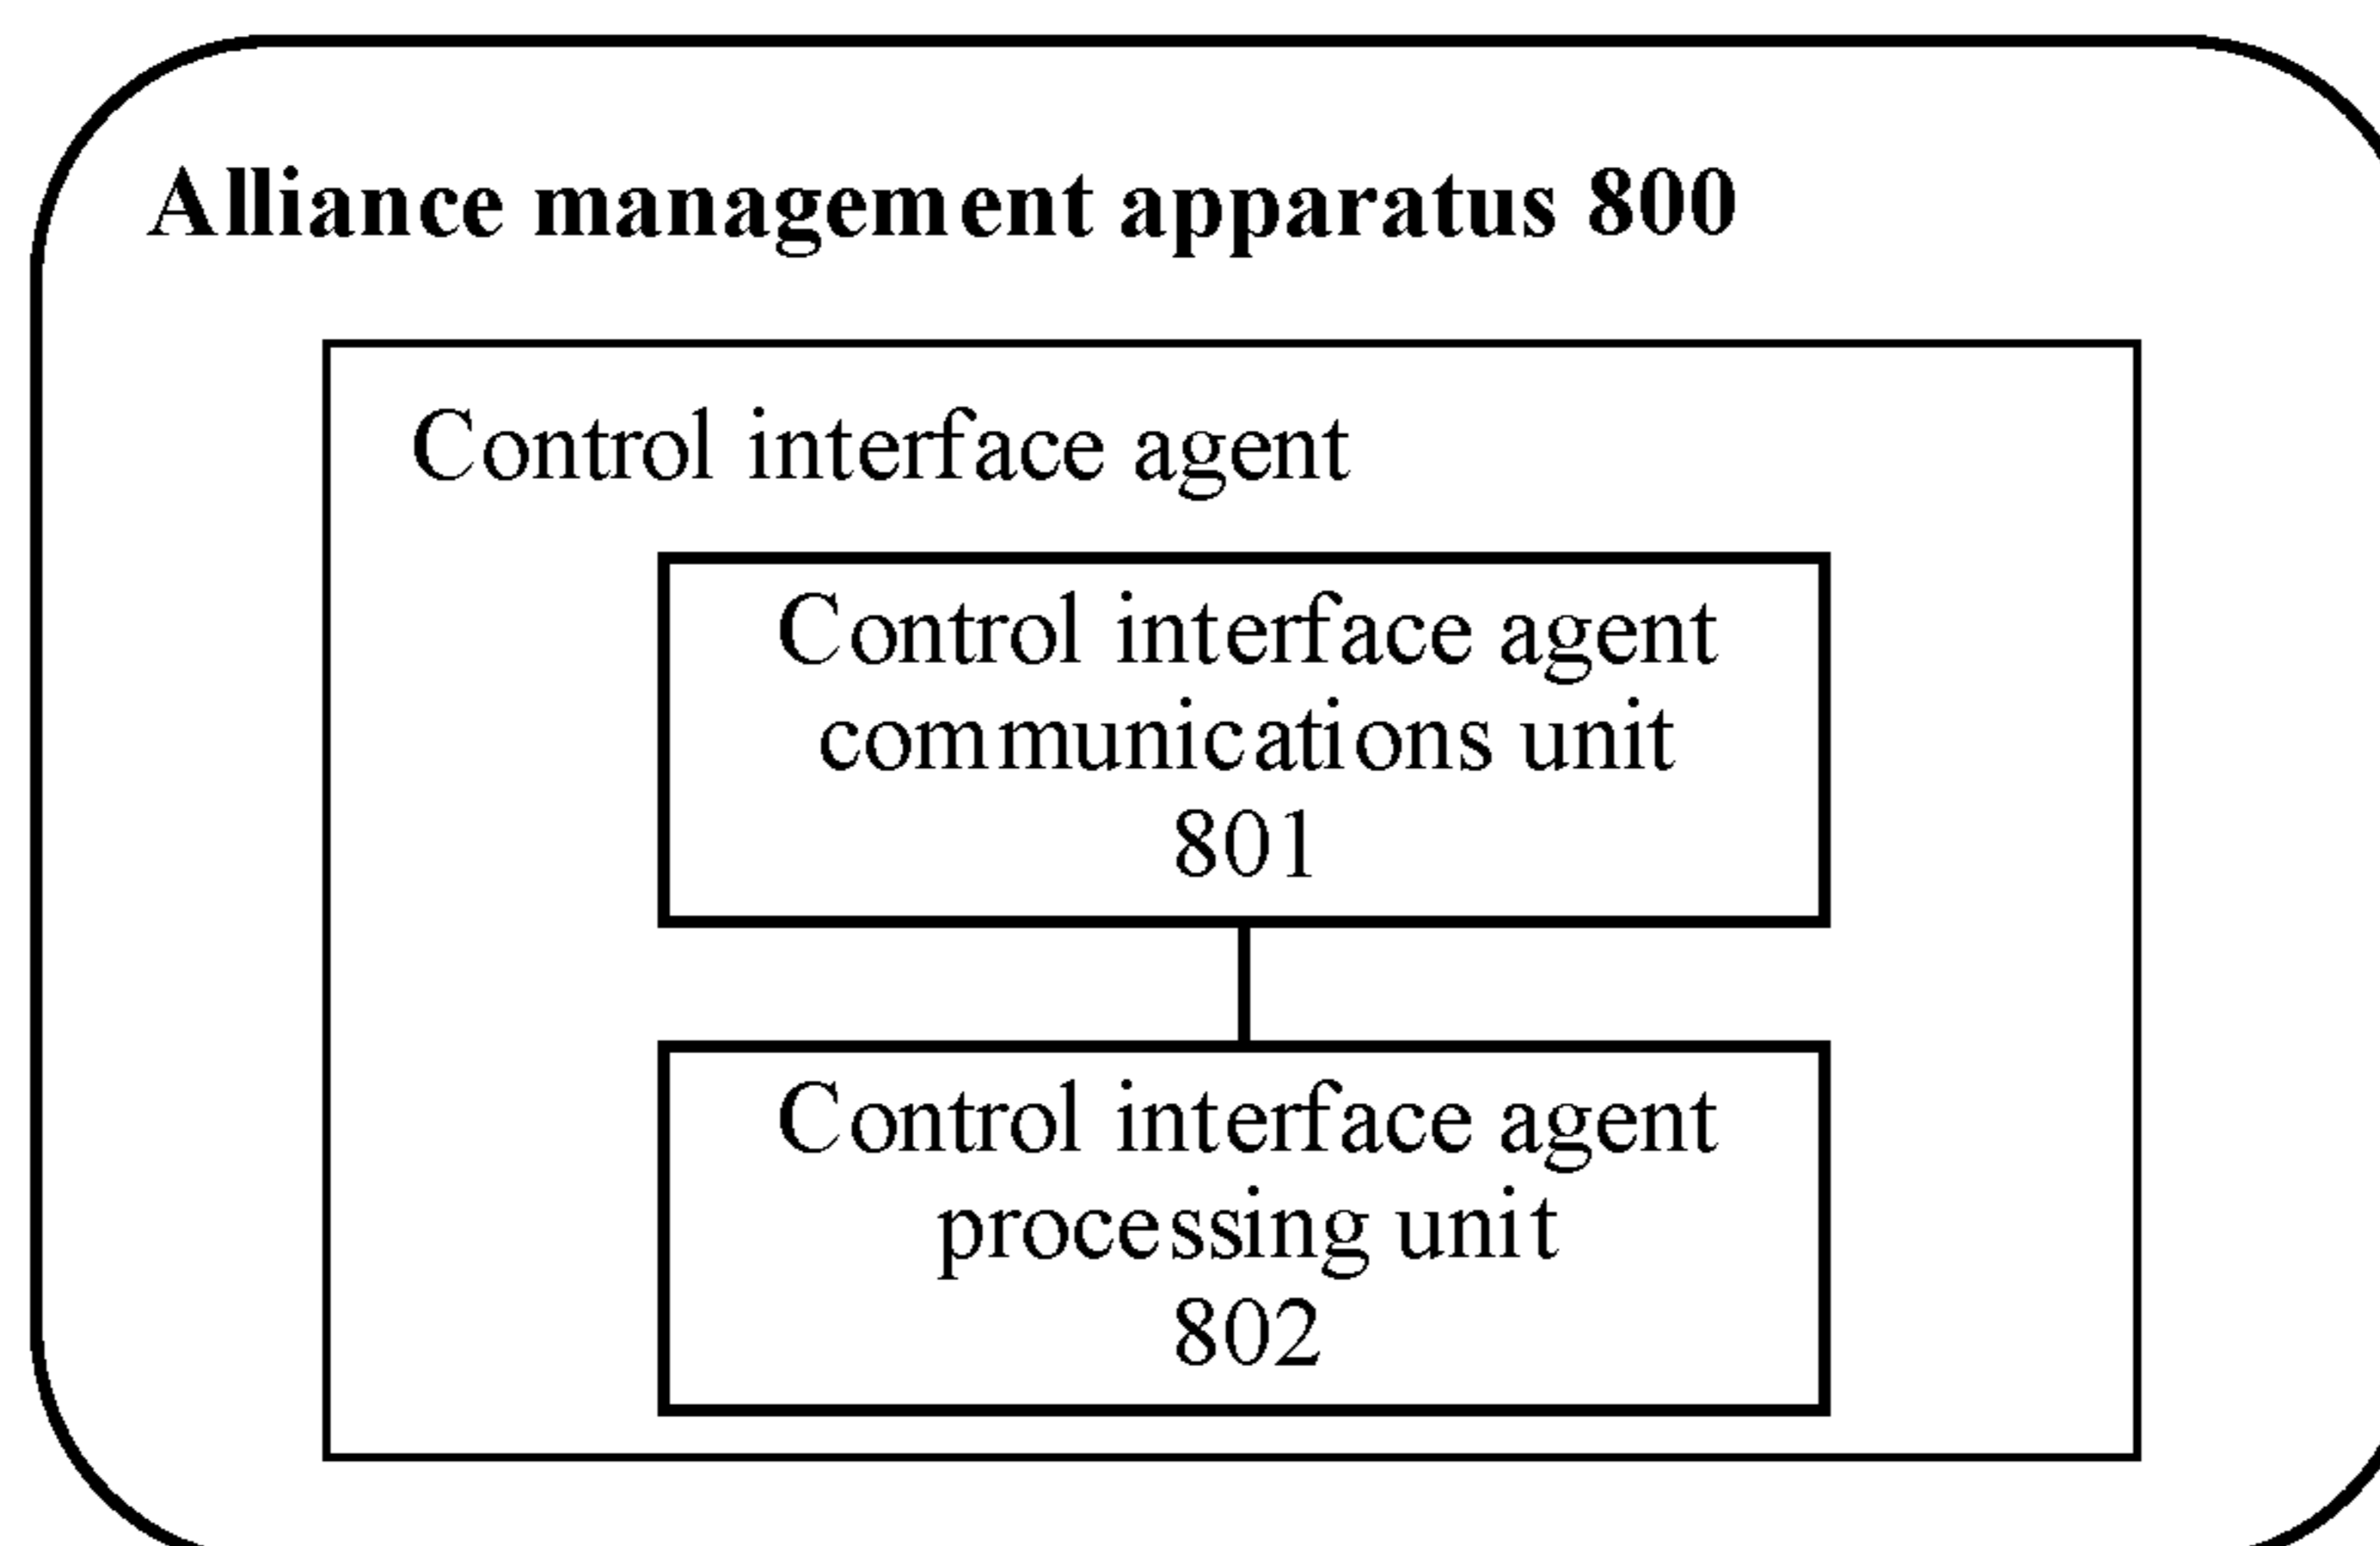 Alliance management apparatus 800
Control interface agent
Control interface agent
communications unit
801
Control interface agent
processing unit
802